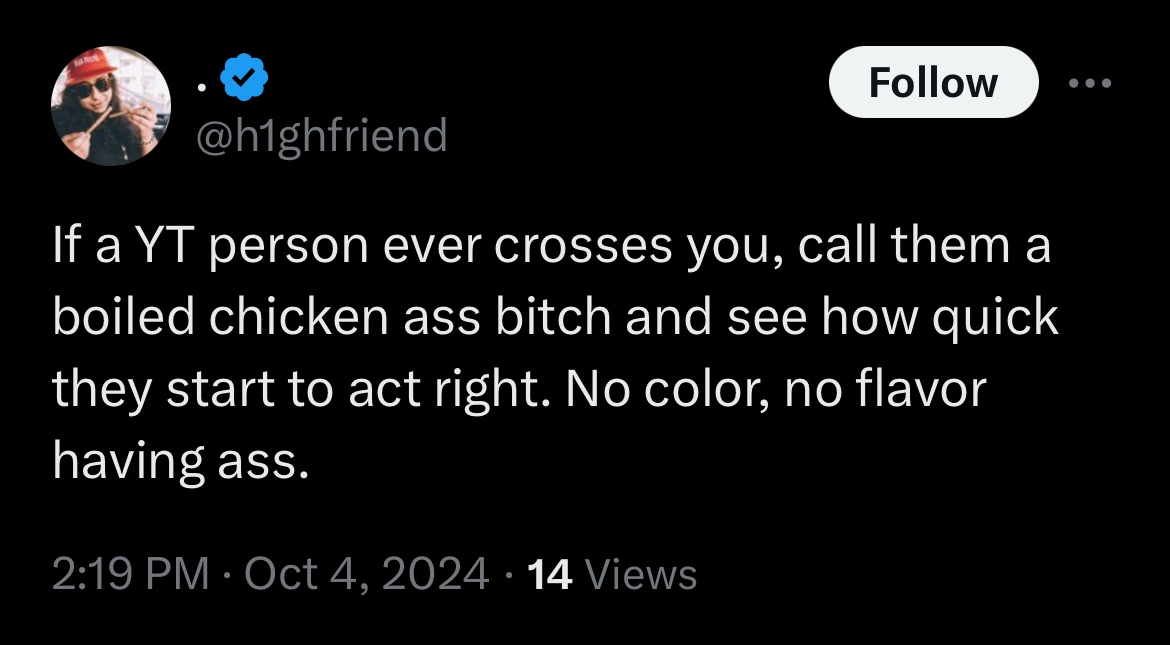 .
@h1ghfriend
Follow
If a YT person ever crosses you, call them a
boiled chicken ass bitch and see how quick
they start to act right. No color, no flavor
having ass.
2:19 PM · Oct 4, 2024 · 14 Views